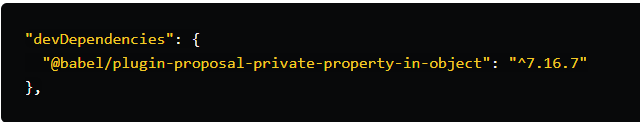 "devDependencies": {
  "@babel/plugin-proposal-private-property-in-object": "^7.16.7"
},